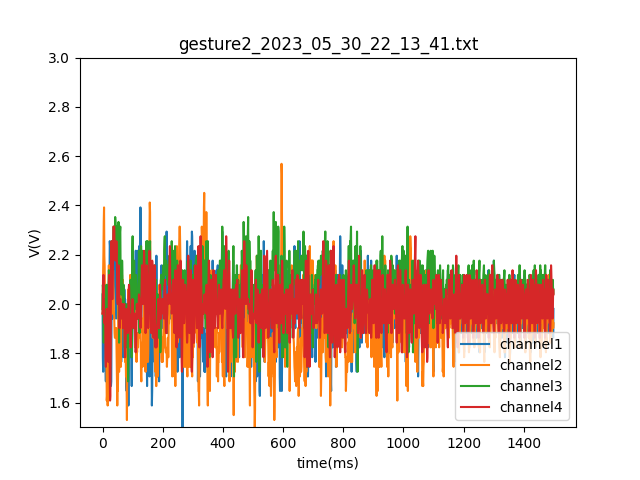 gesture2_2023_05_30_22_13_41.txt
3.0
2.8
2.6
2.4
2.2
2.0
1.8
1.6
V(V)
channel1
channel2
channel3
channel4
0 200 400 600 800 1000 1200 1400
time(ms)